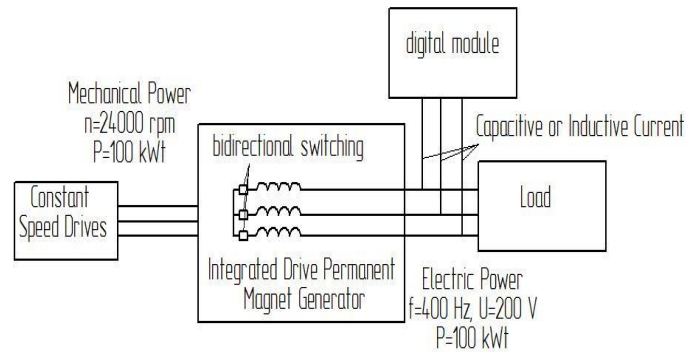 digital module
Mechanical Power
n=24000 rpm
P=100 kWt
bidirectional switching
Capacitive or Inductive Current
Constant
Speed Drives
Load
Integrated Drive Permanent
Magnet Generator
Electric Power
f=400 Hz, U=200 V
P=100 kWt